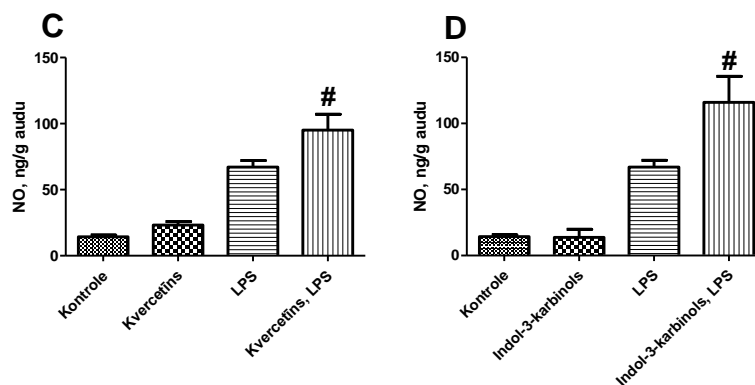 C
NO, ng/g audu
150
100
50
0
#
Kontrole
Kvercetīns
LPS
Kvercetīns, LPS
D
NO, ng/g audu
150
100
50
0
#
Kontrole
Indol-3-karbinols
LPS
Indol-3-karbinols, LPS